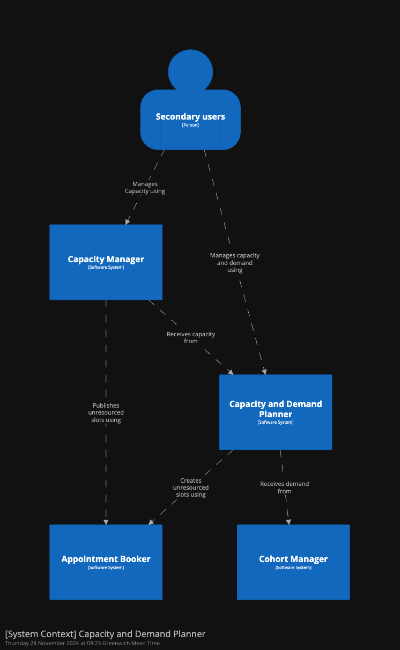 Secondary users
[Person]
Manages
Capacity using
Capacity Manager
[Software System]
Manages capacity
and demand
using
Receives capacity
from
Capacity and Demand
Planner
[Software System]
Publishes
unresourced
slots using
Creates
unresourced
slots using
Receives demand
from
Appointment Booker
[Software System]
Cohort Manager
[Software System]
[System Context] Capacity and Demand Planner
Thursday 28 November 2024 at 09:23 Greenwich Mean Time